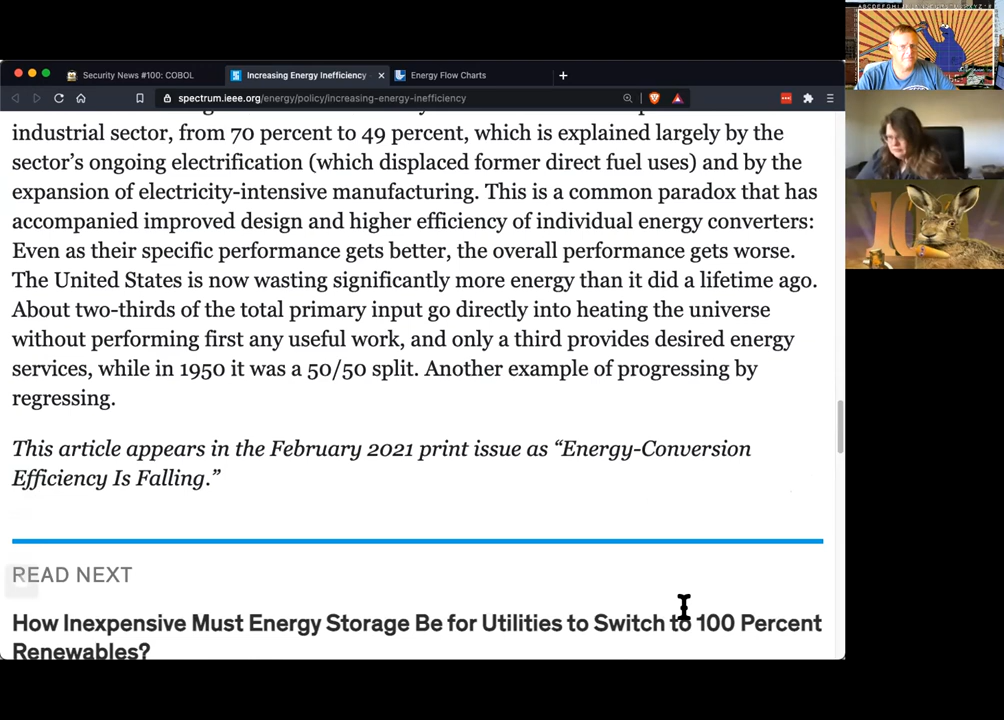 ABCDEFGH
Security News #100: COBOL
Increasing Energy Inefficiency
Energy Flow Charts
spectrum.ieee.org/energy/policy/increasing-energy-inefficiency
industrial sector, from 70 percent to 49 percent, which is explained largely by the
sector's ongoing electrification (which displaced former direct fuel uses) and by the
expansion of electricity-intensive manufacturing. This is a common paradox that has
accompanied improved design and higher efficiency of individual energy converters:
Even as their specific performance gets better, the overall performance gets worse.
The United States is now wasting significantly more energy than it did a lifetime ago.
About two-thirds of the total primary input go directly into heating the universe
without performing first any useful work, and only a third provides desired energy
services, while in 1950 it was a 50/50 split. Another example of progressing by
regressing.
This article appears in the February 2021 print issue as “Energy-Conversion
Efficiency Is Falling.”
READ NEXT
How Inexpensive Must Energy Storage Be for Utilities to Switch to 100 Percent
Renewables?